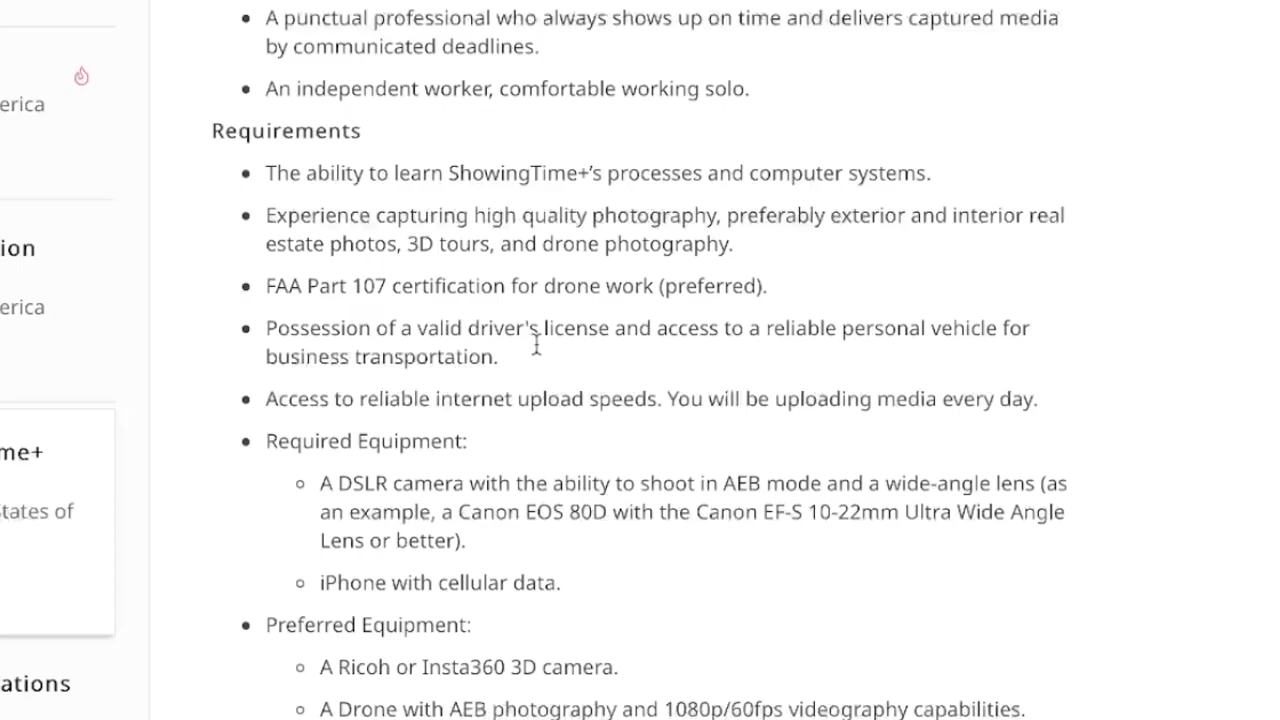 A punctual professional who always shows up on time and delivers captured media
by communicated deadlines.
erica
An independent worker, comfortable working solo.
Requirements
The ability to learn ShowingTime+'s processes and computer systems.
Experience capturing high quality photography, preferably exterior and interior real
estate photos, 3D tours, and drone photography.
ion
FAA Part 107 certification for drone work (preferred).
erica
Possession of a valid driver's license and access to a reliable personal vehicle for
business transportation.
Access to reliable internet upload speeds. You will be uploading media every day.
Required Equipment:
me+
A DSLR camera with the ability to shoot in AEB mode and a wide-angle lens (as
an example, a Canon EOS 80D with the Canon EF-S 10-22mm Ultra Wide Angle
Lens or better).
States of
iPhone with cellular data.
Preferred Equipment:
A Ricoh or Insta360 3D camera.
ations
A Drone with AEB photography and 1080p/60fps videography capabilities.